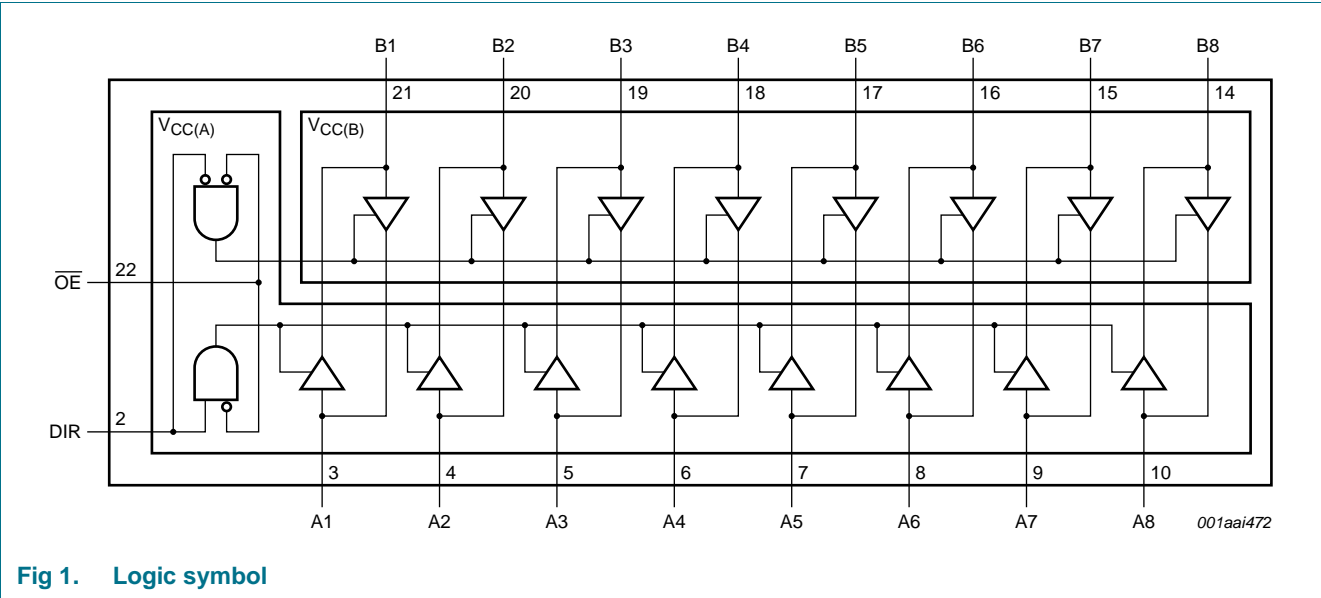 B1 B2 B3 B4 B5 B6 B7 B8
21 20 19 18 17 16 15 14
VCC(A) VCC(B)
O̅E̅ 22
DIR 2
3 4 5 6 7 8 9 10
A1 A2 A3 A4 A5 A6 A7 A8 001aai472
Fig 1. Logic symbol